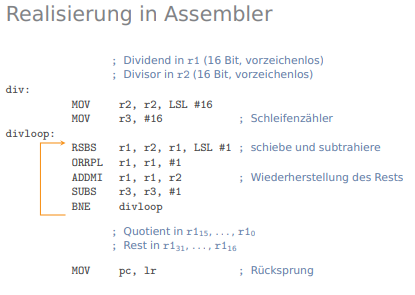 Realisierung in Assembler
; Dividend in r1 (16 Bit, vorzeichenlos)
; Divisor in r2 (16 Bit, vorzeichenlos)
div:
MOV r2, r2, LSL #16
MOV r3, #16 ; Schleifenzähler
divloop:
RSBS r1, r2, r1, LSL #1 ; schiebe und subtrahiere
ORRPL r1, r1, #1
ADDMI r1, r1, r2 ; Wiederherstellung des Rests
SUBS r3, r3, #1
BNE divloop
; Quotient in r1₁₅, . . . , r1₀
; Rest in r1₃₁, . . . , r1₁₆
MOV pc, lr ; Rücksprung